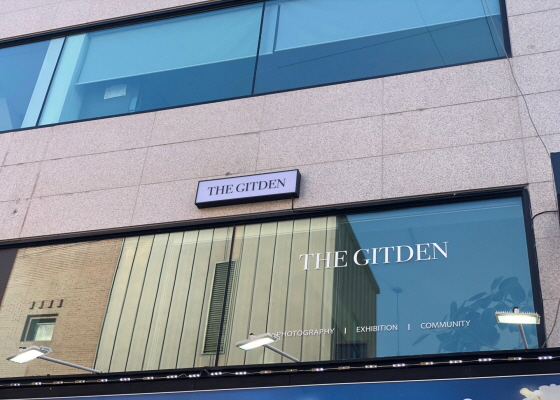 THE GITDEN
THE GITDEN
PHOTOGRAPHY I EXHIBITION I COMMUNITY